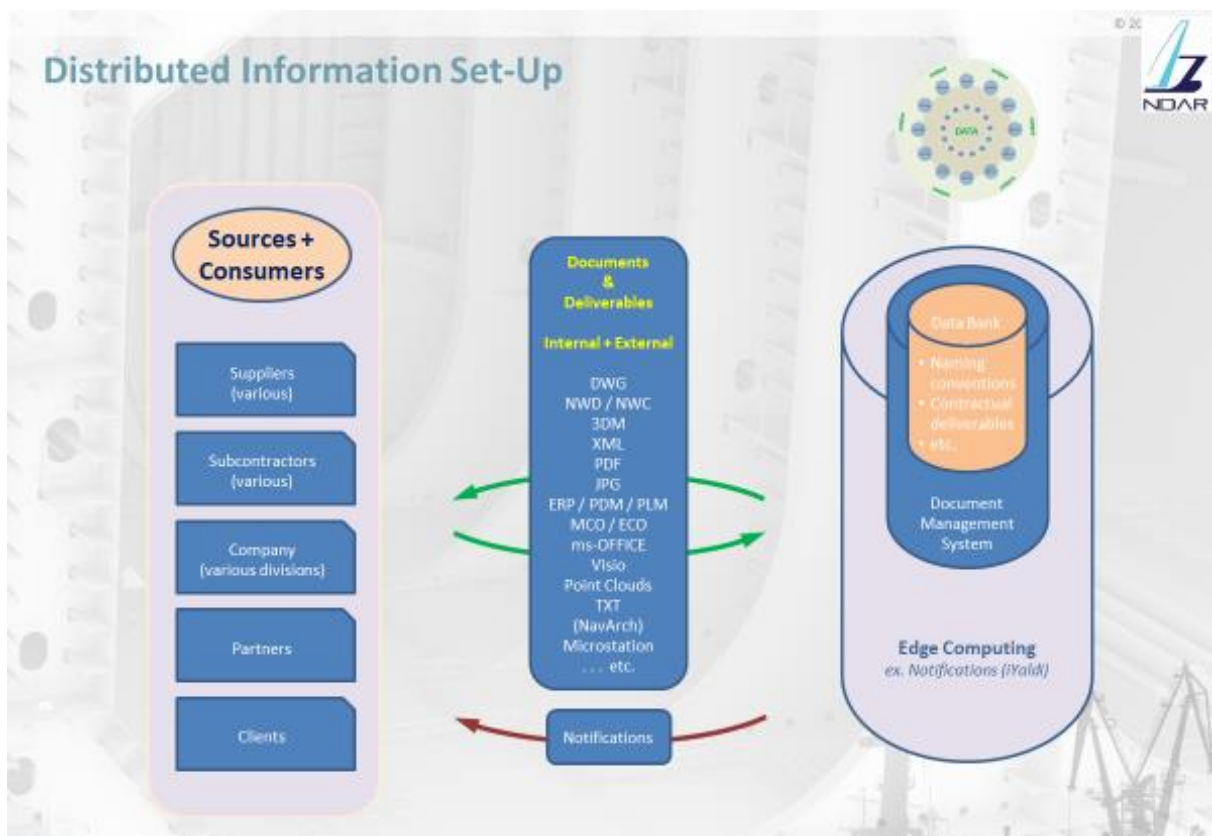 © 20
NDAR
Distributed Information Set-Up
DATA
Sources +
Consumers
Suppliers
(various)
Subcontractors
(various)
Company
(various divisions)
Partners
Clients
Documents
&
Deliverables
Internal + External
DWG
NWD / NWC
3DM
XML
PDF
JPG
ERP / PDM / PLM
MCO / ECO
ms-OFFICE
Visio
Point Clouds
TXT
(NavArch)
Microstation
. . . etc.
Notifications
Data Bank
• Naming
conventions
• Contractual
deliverables
• etc.
Document
Management
System
Edge Computing
ex. Notifications (iYaldi)